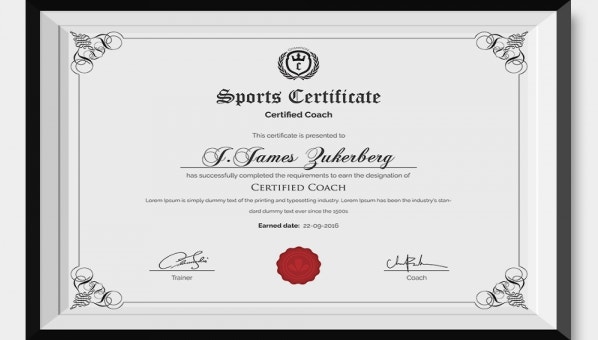 Sports Certificate
Certified Coach
This certificate is presented to
J.James Zukerberg
has successfully completed the requirements to earn the designation of
CERTIFIED COACH
Lorem Ipsum is simply dummy text of the printing and typesetting industry. Lorem Ipsum has been the industry's stan-
dard dummy text ever since the 1500s
Earned date: 22-09-2016
Trainer
Coach